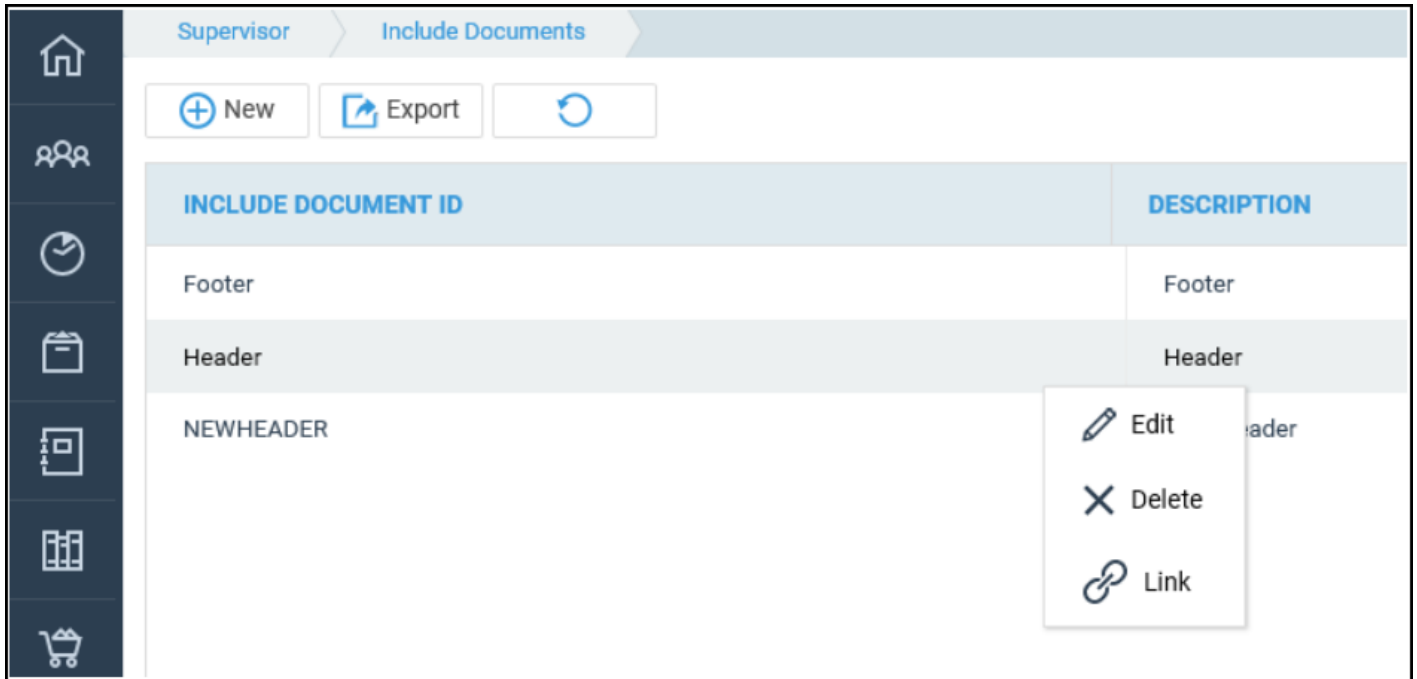 Supervisor Include Documents
New Export
INCLUDE DOCUMENT ID DESCRIPTION
Footer Footer
Header Header
Edit
NEWHEADER
Delete
Link